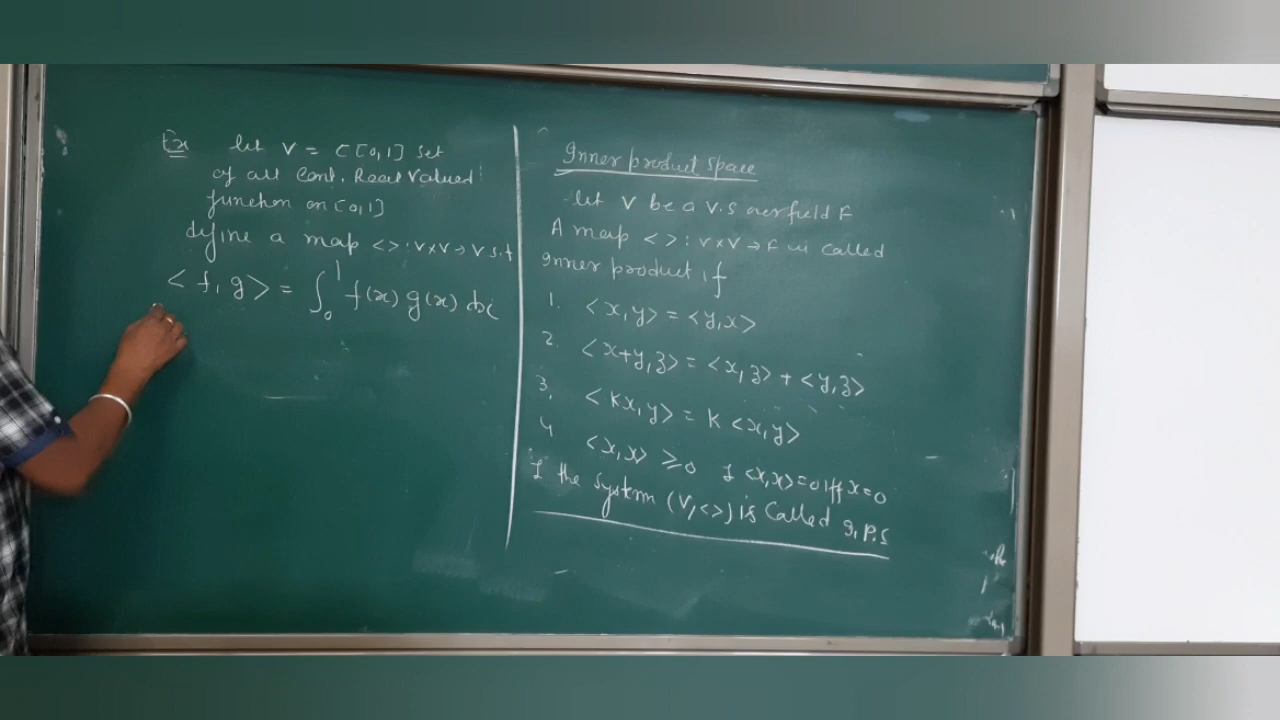 Ex let V = C[0,1] set
of all Cont. Real Valued
function on [0,1]
define a map <> : V×V → V s.t
<f,g> = ∫₀¹ f(x) g(x) dx
Inner product space
let V be a V.S over field F
A map <> : V×V → F is called
Inner product if
1. <x,y> = <y,x>
2. <x+y,z> = <x,z> + <y,z>
3. <Kx,y> = K <x,y>
4 <x,x> ≥ 0 & <x,x> = 0 iff x = 0
& the system (V,<>) is called I.P.S